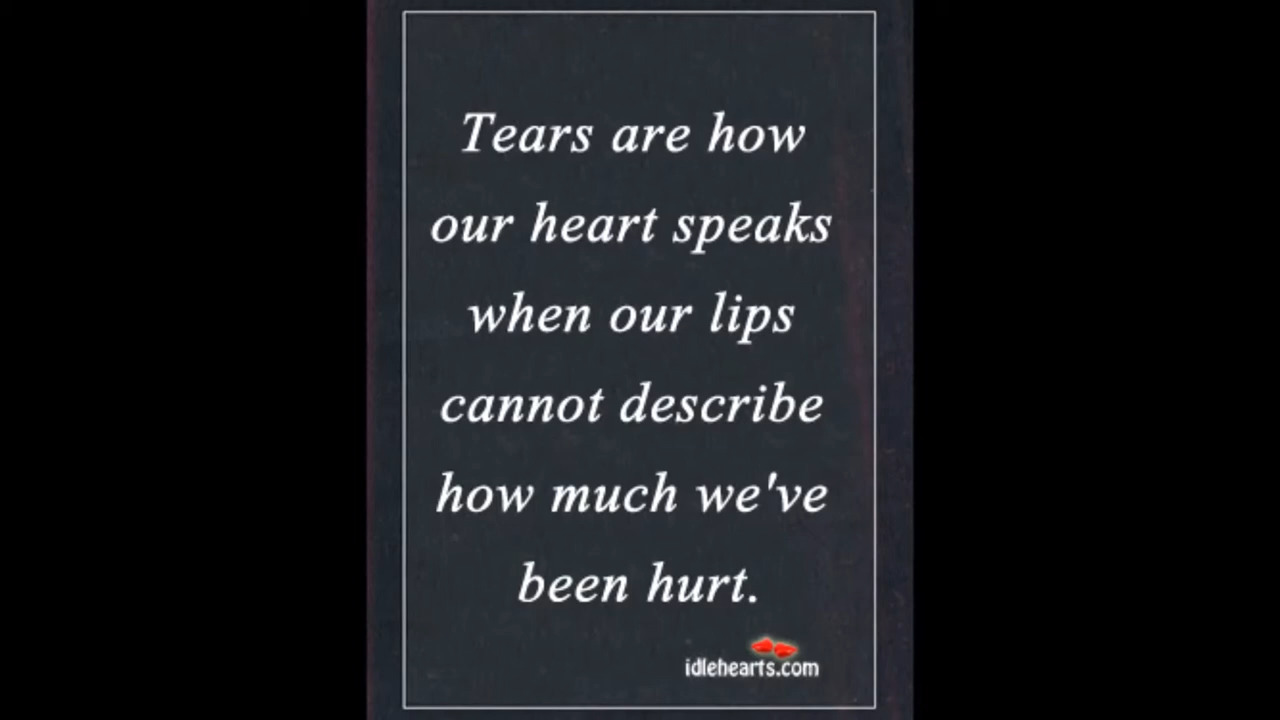 Tears are how
our heart speaks
when our lips
cannot describe
how much we've
been hurt.
idlehearts.com